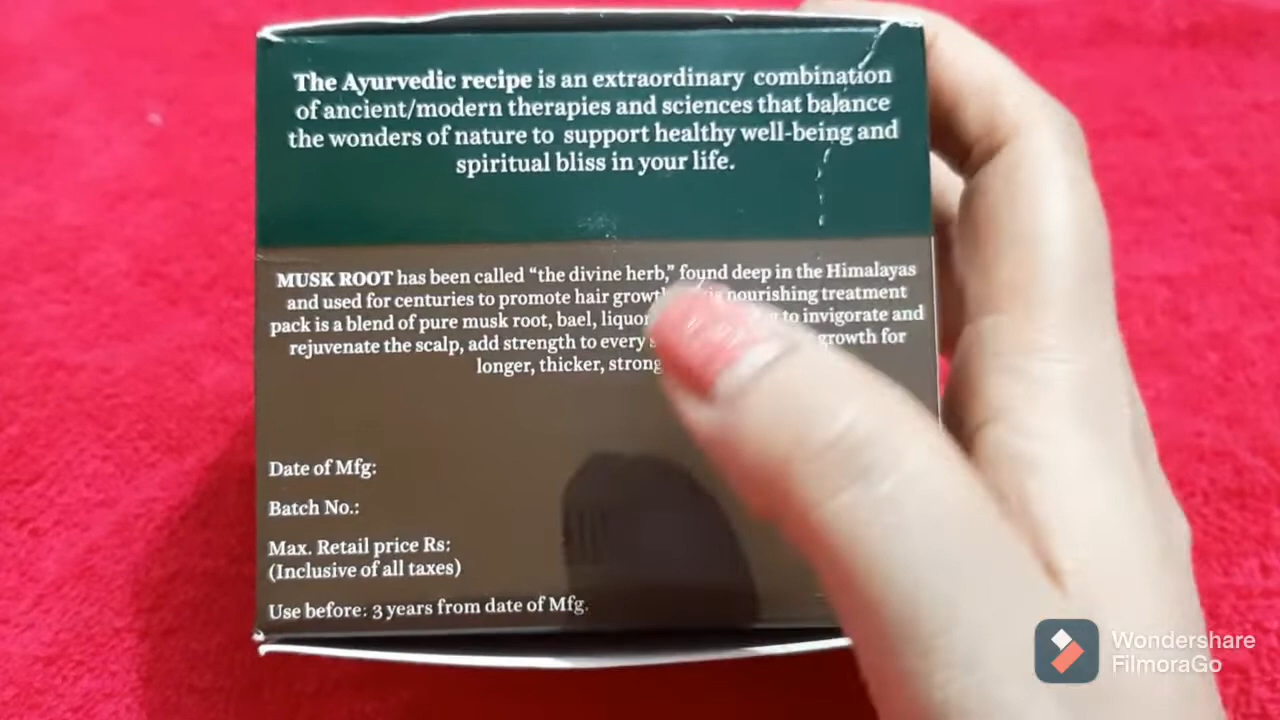 The Ayurvedic recipe is an extraordinary combination
of ancient/modern therapies and sciences that balance
the wonders of nature to support healthy well-being and
spiritual bliss in your life.
MUSK ROOT has been called “the divine herb,” found deep in the Himalayas
and used for centuries to promote hair nourishing treatment
pack is a blend of pure musk root, bael, to invigorate and
rejuvenate the scalp, add strength to every growth for
longer, thicker,
Date of Mfg:
Batch No.:
Max. Retail price Rs:
(Inclusive of all taxes)
Use before: 3 years from date of Mfg.
Wondershare
FilmoraGo